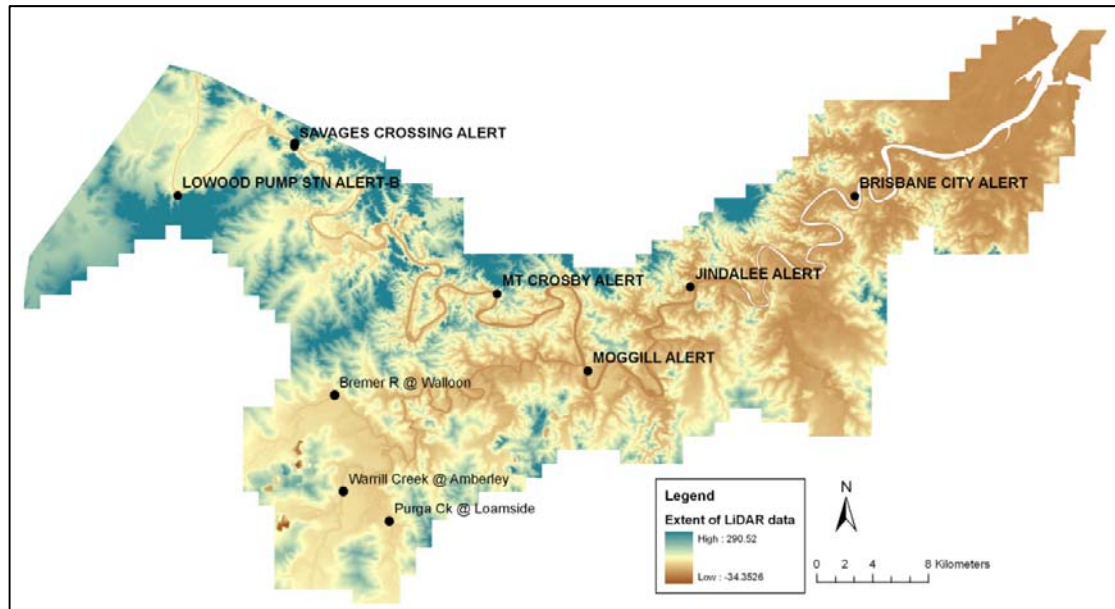 SAVAGES CROSSING ALERT
LOWOOD PUMP STN ALERT-B
BRISBANE CITY ALERT
MT CROSBY ALERT
JINDALEE ALERT
MOGGILL ALERT
Bremer R @ Walloon
Warrill Creek @ Amberley
Purga Ck @ Loamside
Legend
Extent of LiDAR data
High : 290.52
Low : -34.3526
N
0 2 4 8 Kilometers